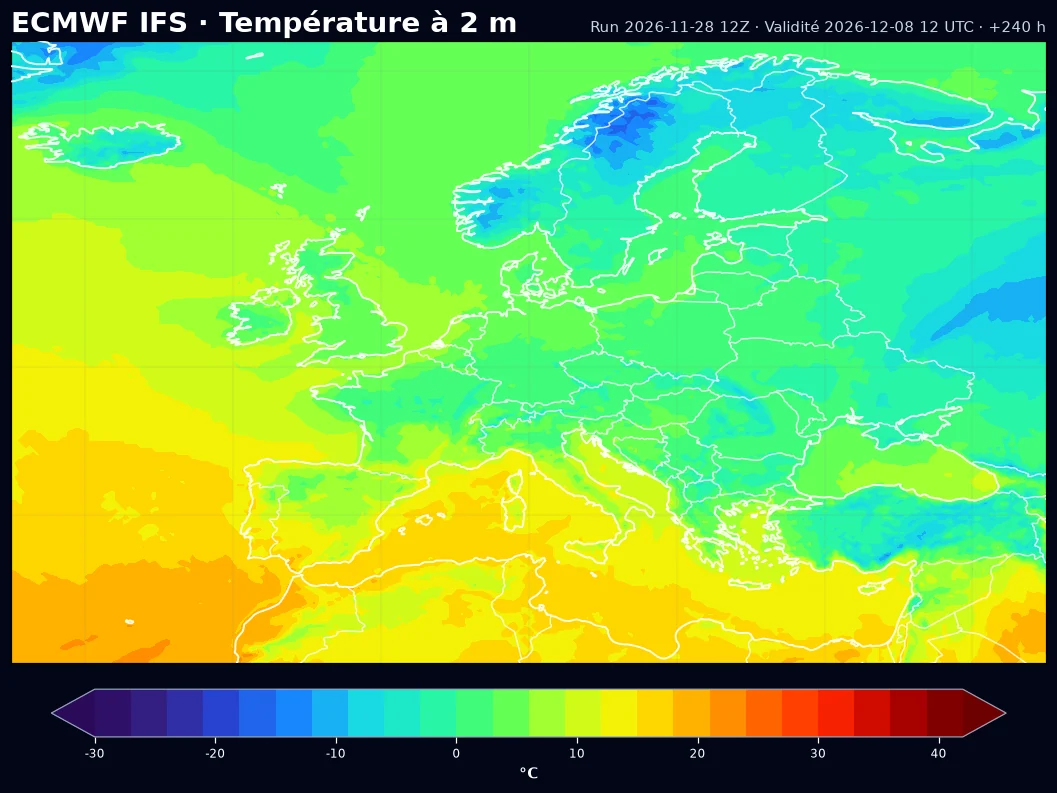 ECMWF IFS · Température à 2 m
Run 2026-11-28 12Z · Validité 2026-12-08 12 UTC · +240 h
-30 -20 -10 0 10 20 30 40
°C